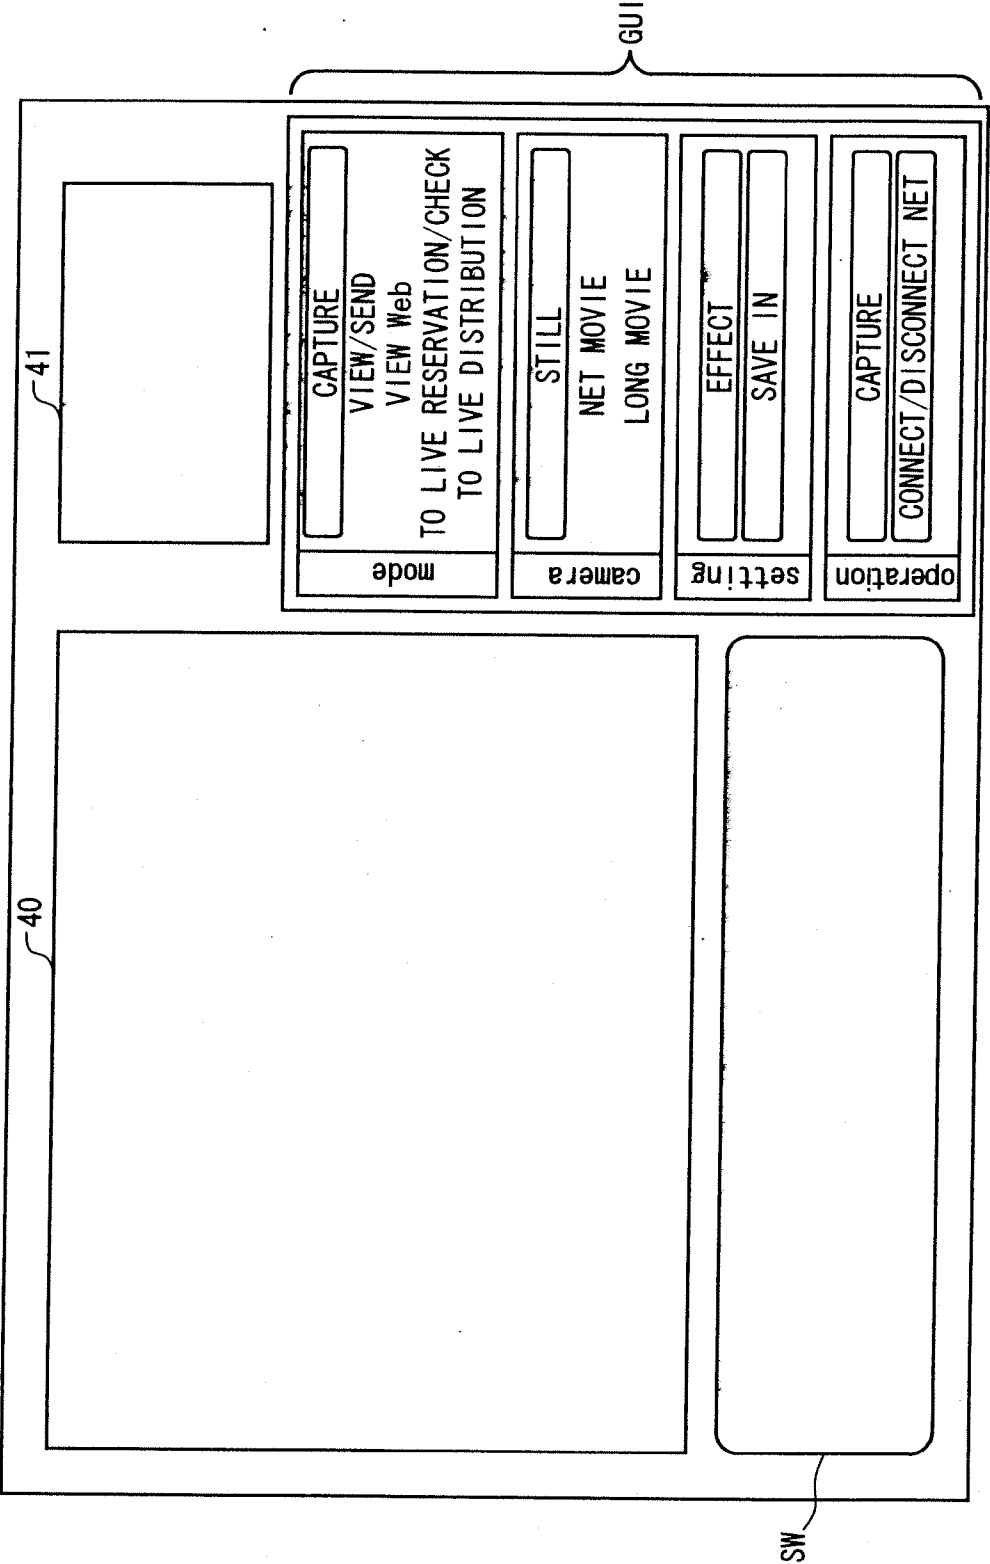 40
41
mode
CAPTURE
VIEW/SEND
VIEW Web
TO LIVE RESERVATION/CHECK
TO LIVE DISTRIBUTION
camera
STILL
NET MOVIE
LONG MOVIE
setting
EFFECT
SAVE IN
operation
CAPTURE
CONNECT/DISCONNECT NET
GUI
SW